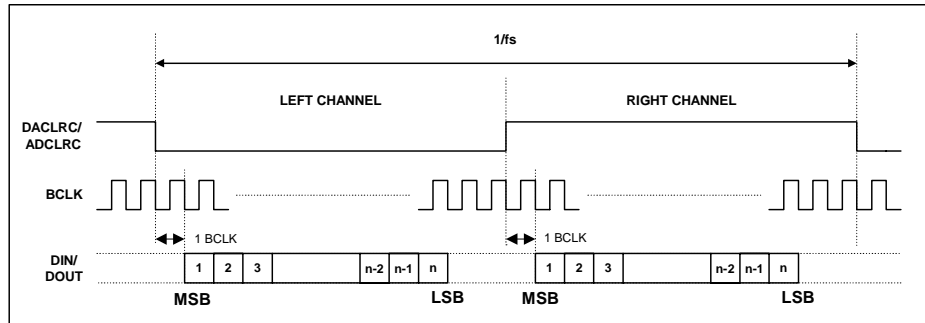 1/fs
LEFT CHANNEL
RIGHT CHANNEL
DACLRC/
ADCLRC
BCLK
1 BCLK
1 BCLK
DIN/
DOUT
1 2 3 n-2 n-1 n
1 2 3 n-2 n-1 n
MSB
LSB
MSB
LSB